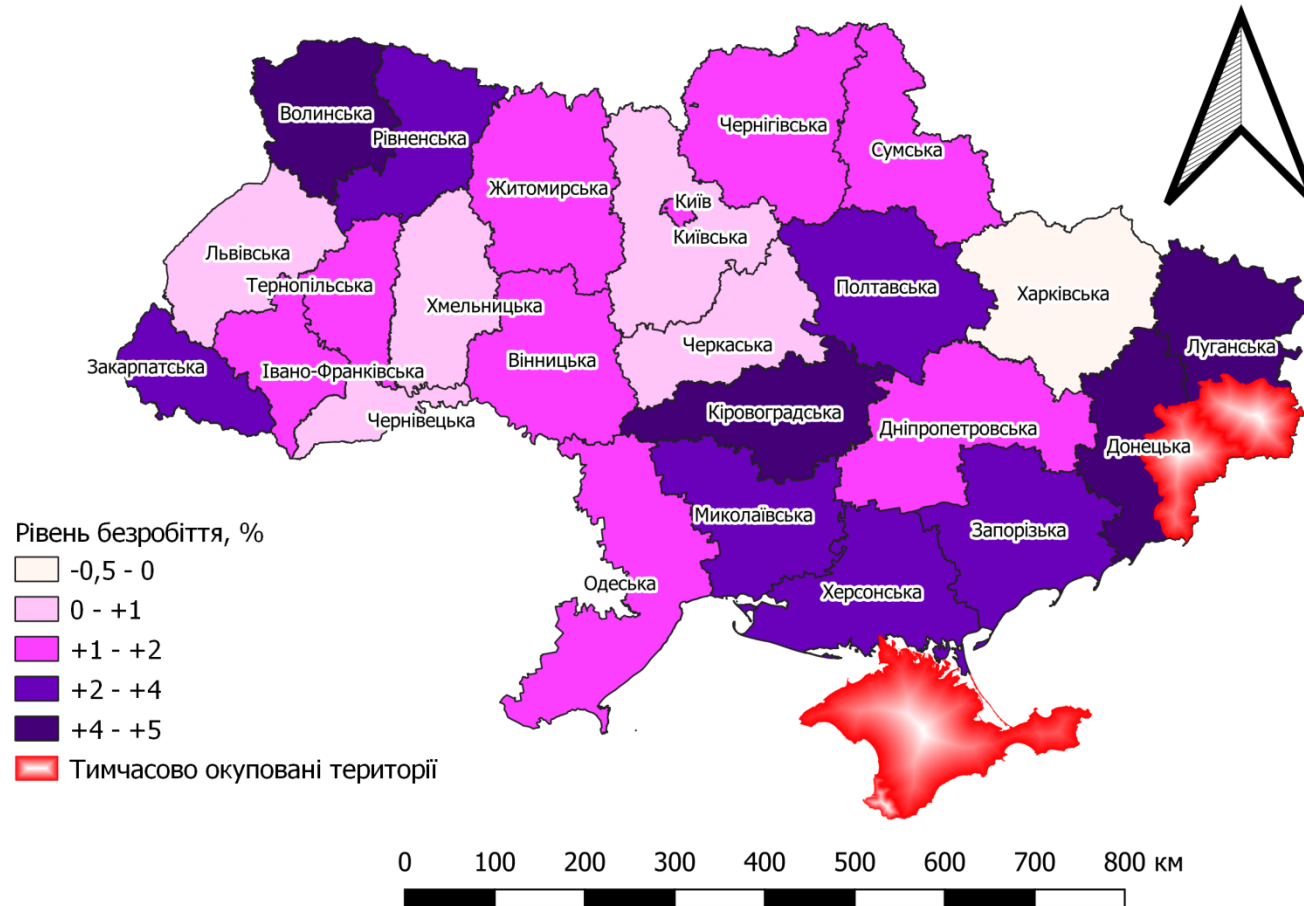 Волинська
Рівненська
Чернігівська
Сумська
Житомирська
Київ
Київська
Львівська
Тернопільська
Хмельницька
Полтавська
Харківська
Закарпатська
Івано-Франківська
Вінницька
Черкаська
Луганська
Чернівецька
Кіровоградська
Дніпропетровська
Донецька
Миколаївська
Запорізька
Одеська
Херсонська
Рівень безробіття, %
-0,5 - 0
0 - +1
+1 - +2
+2 - +4
+4 - +5
Тимчасово окуповані території
0 100 200 300 400 500 600 700 800 км